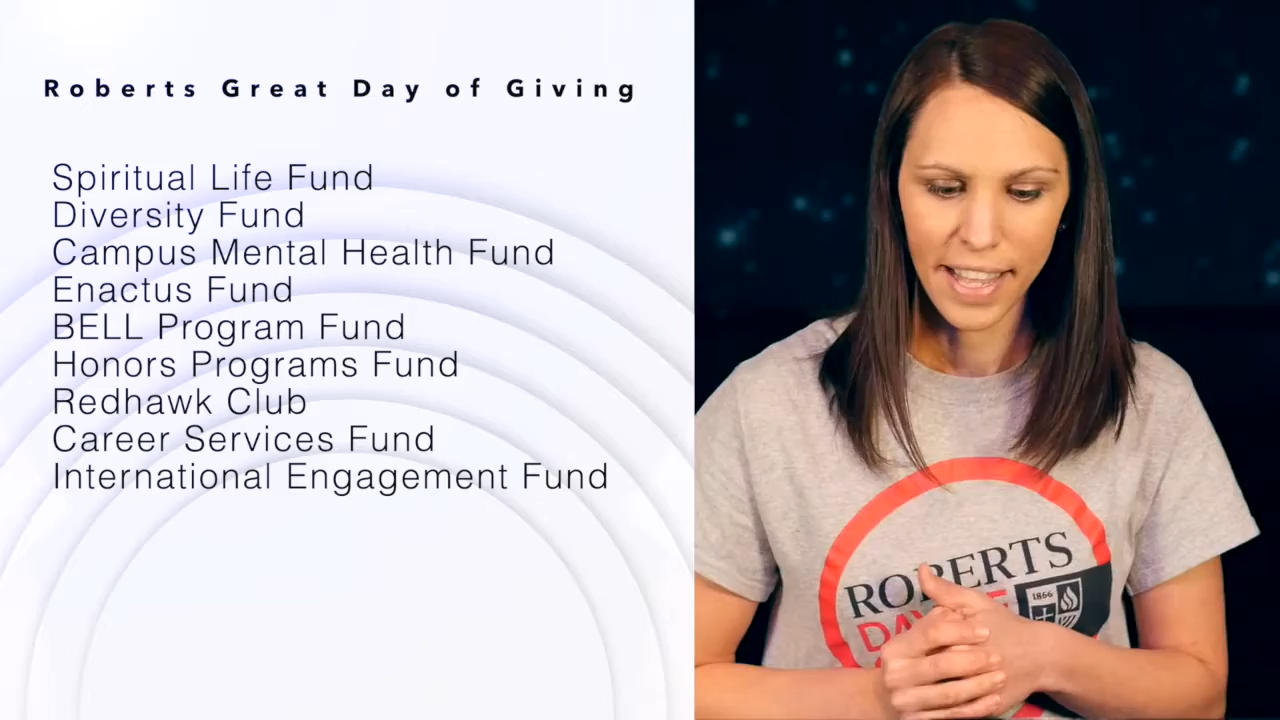 Roberts Great Day of Giving
Spiritual Life Fund
Diversity Fund
Campus Mental Health Fund
Enactus Fund
BELL Program Fund
Honors Programs Fund
Redhawk Club
Career Services Fund
International Engagement Fund
ROBERTS
1866